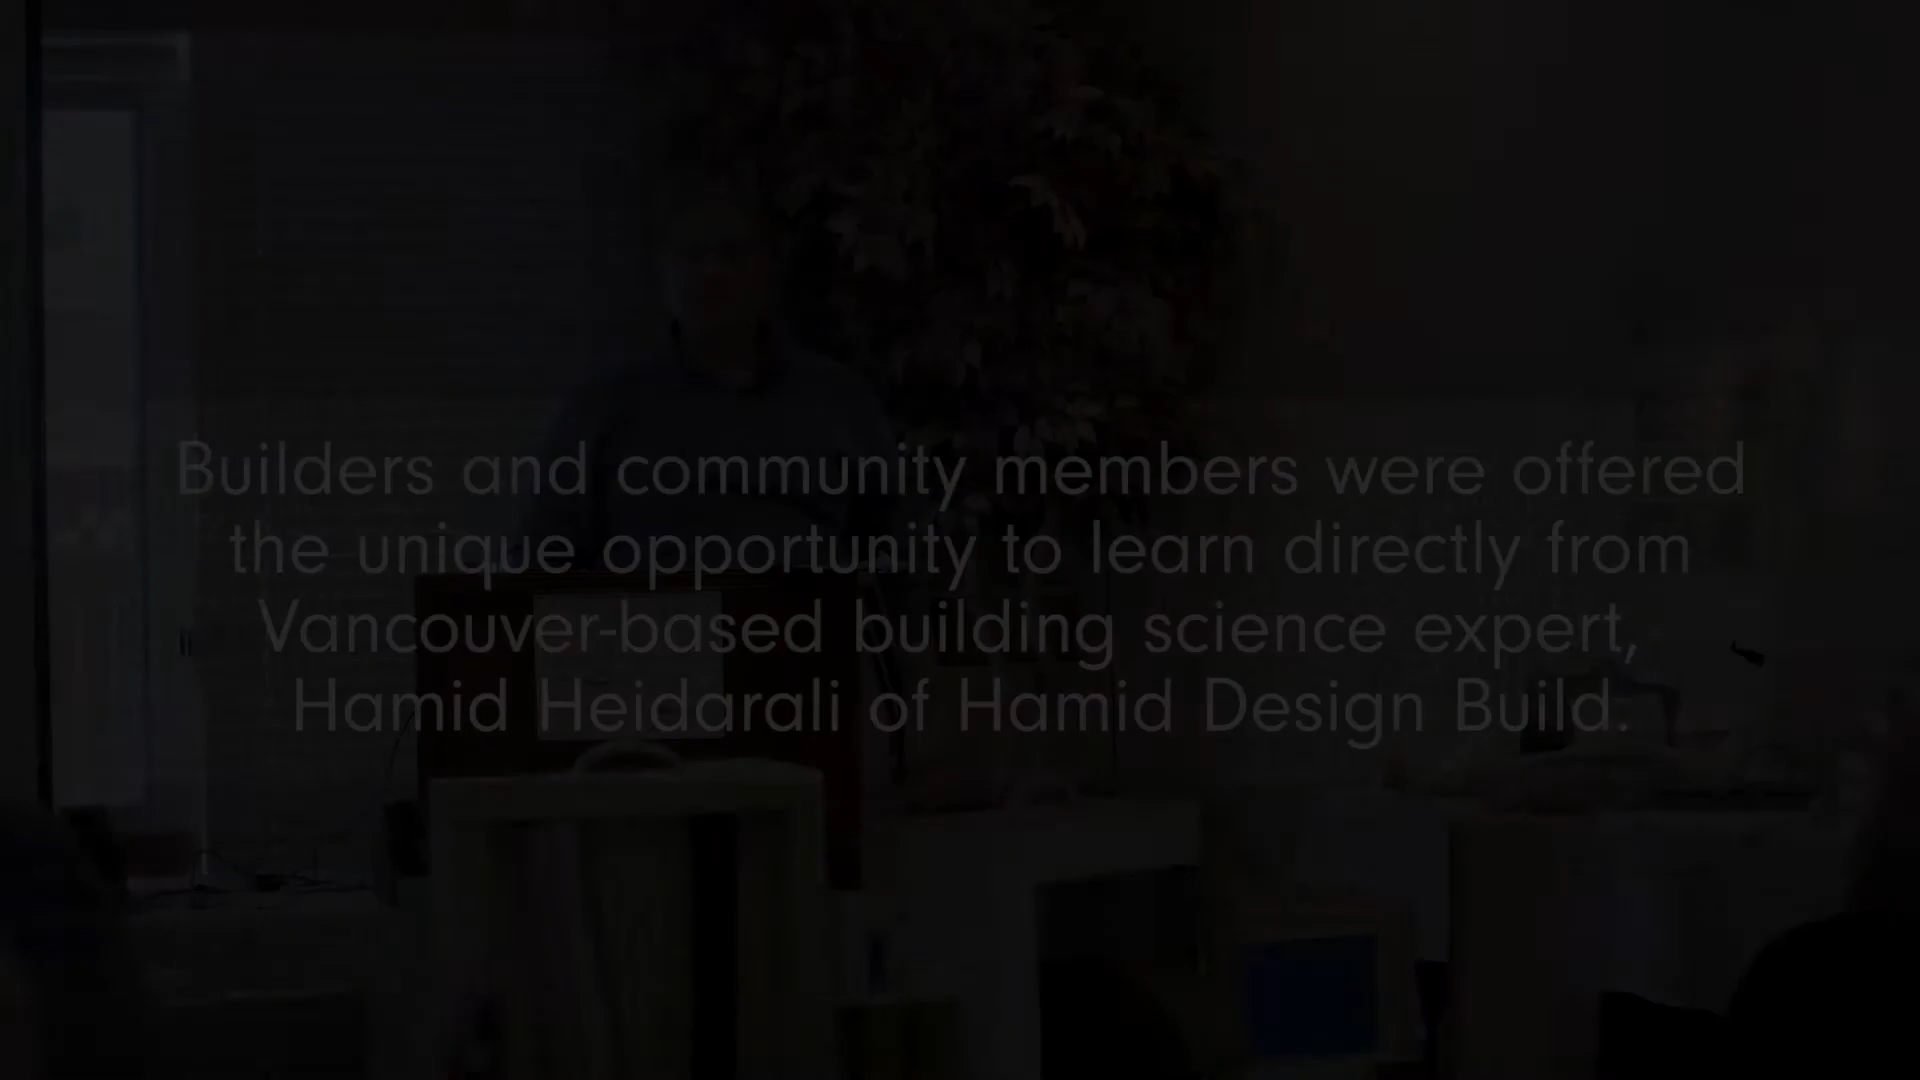 Builders and community members were offered
the unique opportunity to learn directly from
Vancouver-based building science expert,
Hamid Heidarali of Hamid Design Build.